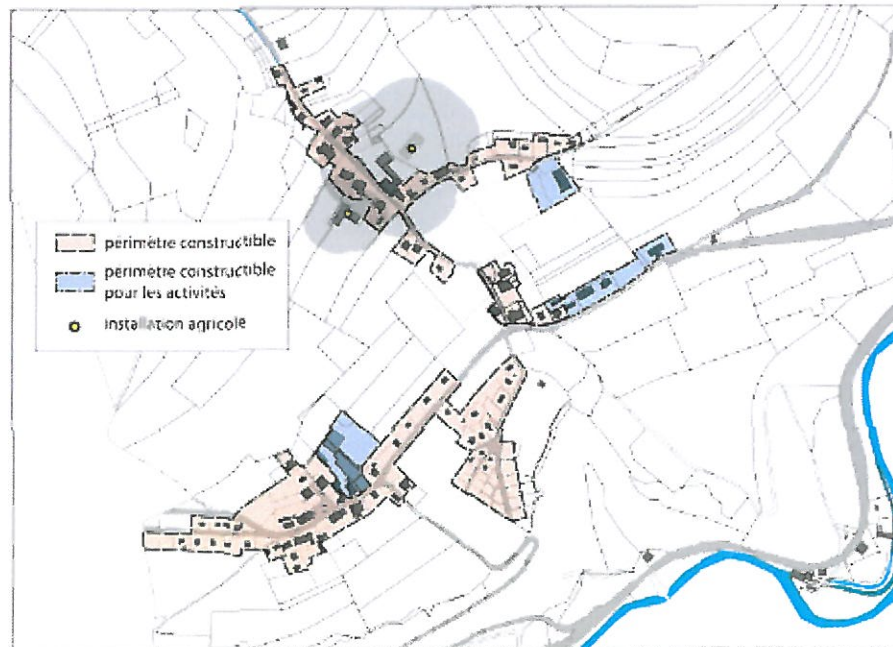 périmètre constructible
périmètre constructible
pour les activités
installation agricole